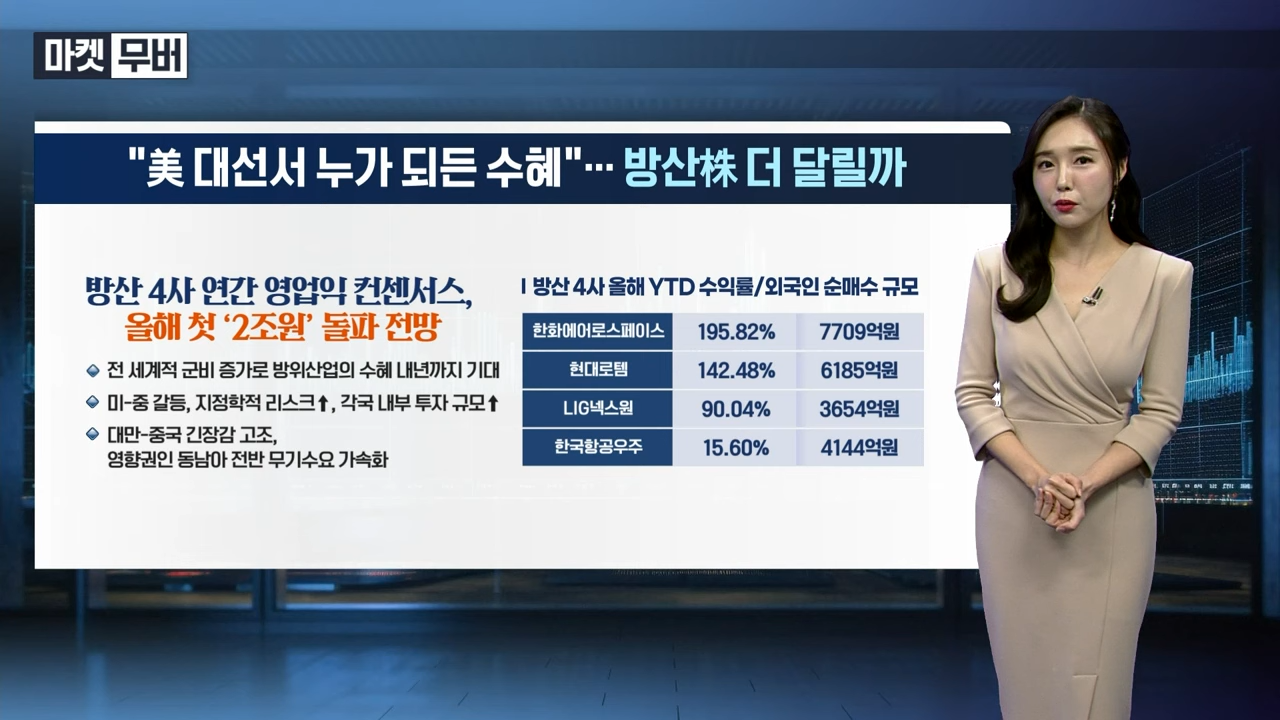 마켓 무버
"美 대선서 누가 되든 수혜"… 방산株 더 달릴까
방산 4사 연간 영업익 컨센서스,
올해 첫 ‘2조원’ 돌파 전망
전 세계적 군비 증가로 방위산업의 수혜 내년까지 기대
미-중 갈등, 지정학적 리스크⬆, 각국 내부 투자 규모⬆
대만-중국 긴장감 고조,
영향권인 동남아 전반 무기수요 가속화
방산 4사 올해 YTD 수익률/외국인 순매수 규모
한화에어로스페이스 195.82% 7709억원
현대로템 142.48% 6185억원
LIG넥스원 90.04% 3654억원
한국항공우주 15.60% 4144억원